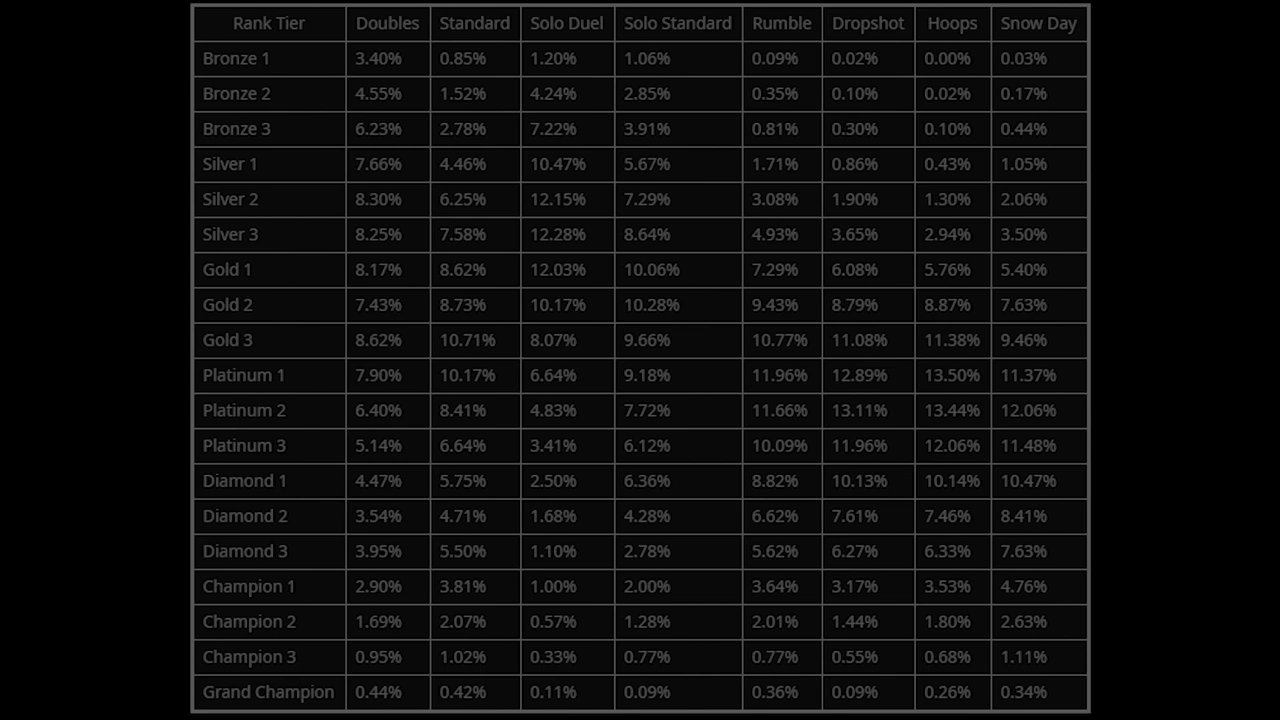 Rank Tier Doubles Standard Solo Duel Solo Standard Rumble Dropshot Hoops Snow Day
Bronze 1 3.40% 0.85% 1.20% 1.06% 0.09% 0.02% 0.00% 0.03%
Bronze 2 4.55% 1.52% 4.24% 2.85% 0.35% 0.10% 0.02% 0.17%
Bronze 3 6.23% 2.78% 7.22% 3.91% 0.81% 0.30% 0.10% 0.44%
Silver 1 7.66% 4.46% 10.47% 5.67% 1.71% 0.86% 0.43% 1.05%
Silver 2 8.30% 6.25% 12.15% 7.29% 3.08% 1.90% 1.30% 2.06%
Silver 3 8.25% 7.58% 12.28% 8.64% 4.93% 3.65% 2.94% 3.50%
Gold 1 8.17% 8.62% 12.03% 10.06% 7.29% 6.08% 5.76% 5.40%
Gold 2 7.43% 8.73% 10.17% 10.28% 9.43% 8.79% 8.87% 7.63%
Gold 3 8.62% 10.71% 8.07% 9.66% 10.77% 11.08% 11.38% 9.46%
Platinum 1 7.90% 10.17% 6.64% 9.18% 11.96% 12.89% 13.50% 11.37%
Platinum 2 6.40% 8.41% 4.83% 7.72% 11.66% 13.11% 13.44% 12.06%
Platinum 3 5.14% 6.64% 3.41% 6.12% 10.09% 11.96% 12.06% 11.48%
Diamond 1 4.47% 5.75% 2.50% 6.36% 8.82% 10.13% 10.14% 10.47%
Diamond 2 3.54% 4.71% 1.68% 4.28% 6.62% 7.61% 7.46% 8.41%
Diamond 3 3.95% 5.50% 1.10% 2.78% 5.62% 6.27% 6.33% 7.63%
Champion 1 2.90% 3.81% 1.00% 2.00% 3.64% 3.17% 3.53% 4.76%
Champion 2 1.69% 2.07% 0.57% 1.28% 2.01% 1.44% 1.80% 2.63%
Champion 3 0.95% 1.02% 0.33% 0.77% 0.77% 0.55% 0.68% 1.11%
Grand Champion 0.44% 0.42% 0.11% 0.09% 0.36% 0.09% 0.26% 0.34%